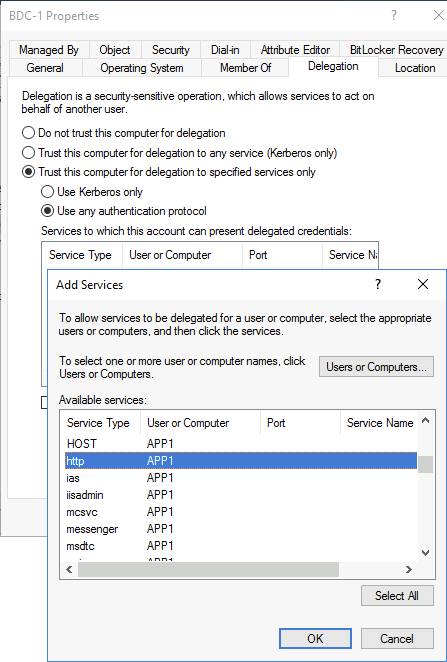 BDC-1 Properties
?
Managed By Object Security Dial-in Attribute Editor BitLocker Recovery
General Operating System Member Of Delegation Location
Delegation is a security-sensitive operation, which allows services to act on
behalf of another user.
Do not trust this computer for delegation
Trust this computer for delegation to any service (Kerberos only)
Trust this computer for delegation to specified services only
Use Kerberos only
Use any authentication protocol
Services to which this account can present delegated credentials:
Service Type User or Computer Port Service Na
Add Services
?
To allow services to be delegated for a user or computer, select the appropriate
users or computers, and then click the services.
To select one or more user or computer names, click
Users or Computers.
Users or Computers...
Available services:
Service Type User or Computer Port Service Name
HOST APP1
http APP1
ias APP1
iisadmin APP1
mcsvc APP1
messenger APP1
msdtc APP1
Select All
OK Cancel